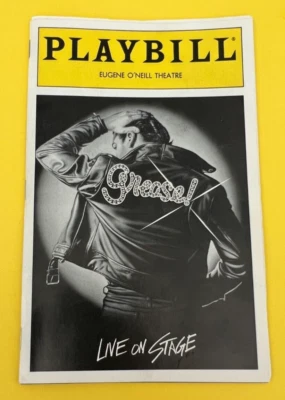 PLAYBILL®
EUGENE O'NEILL THEATRE
Grease!
LIVE ON STAGE